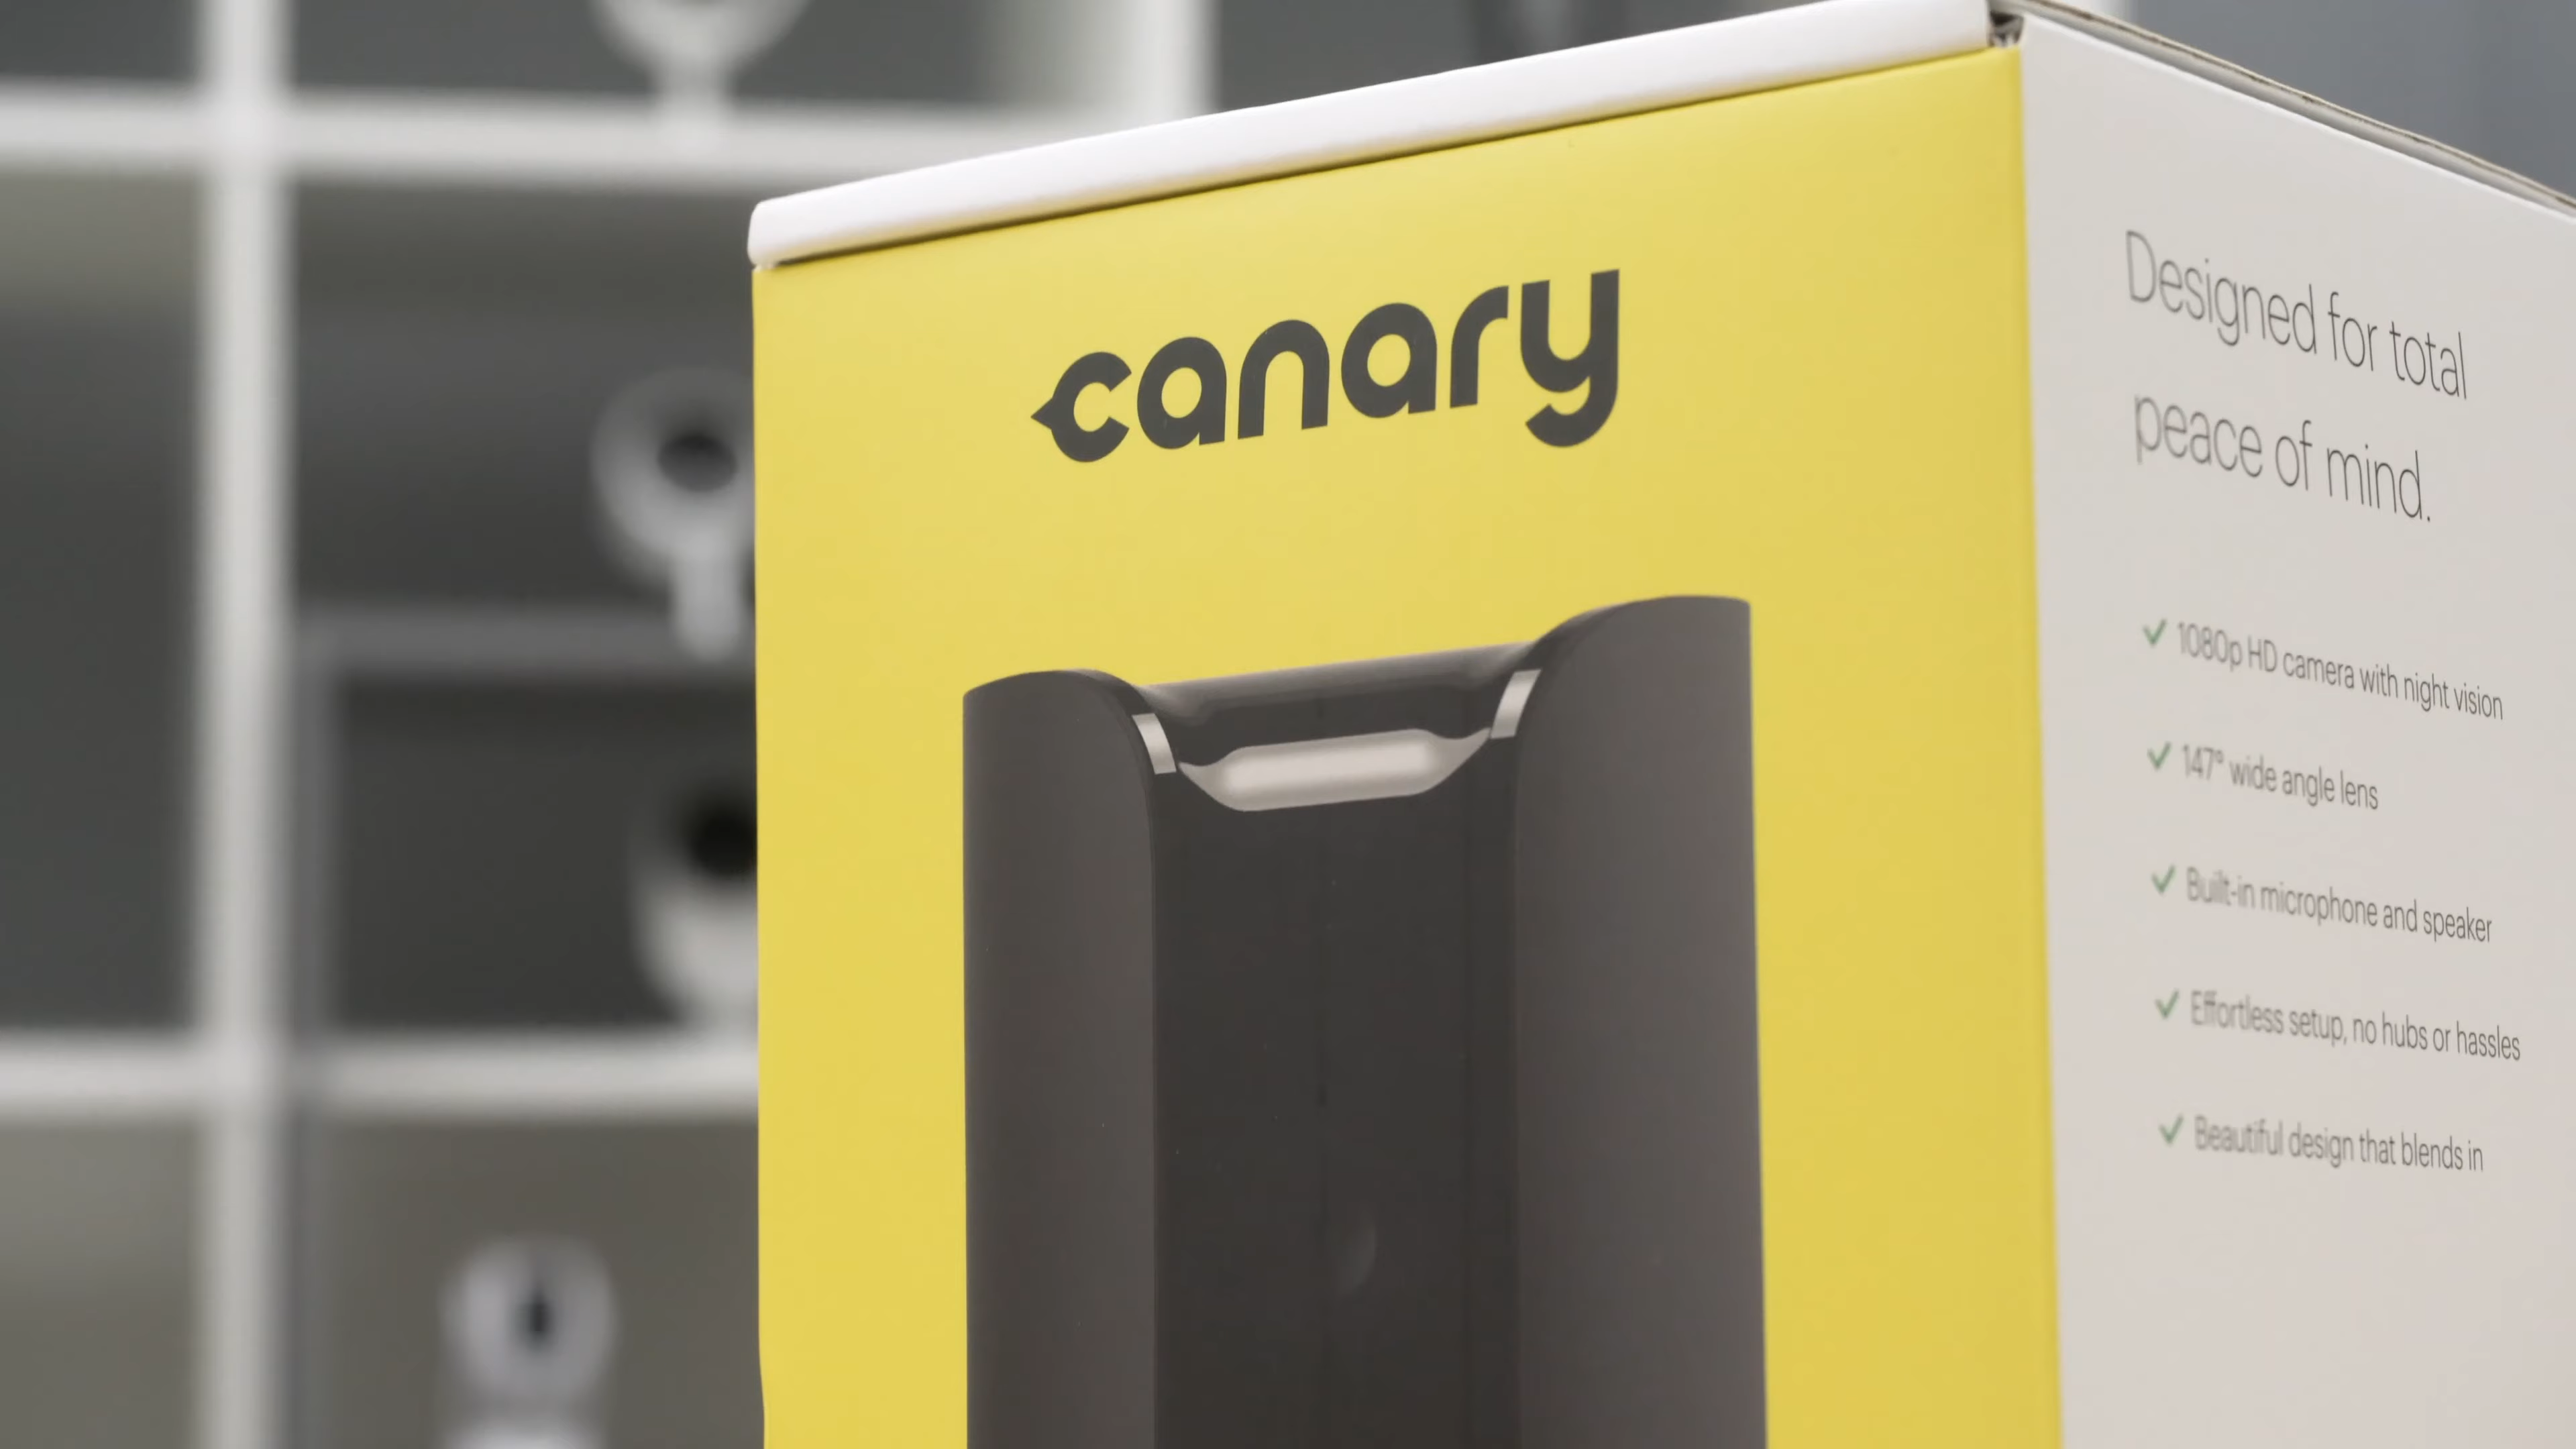 canary
Designed for total
peace of mind.
✓ 1080p HD camera with night vision
✓ 147° wide angle lens
✓ Built-in microphone and speaker
✓ Effortless setup, no hubs or hassles
✓ Beautiful design that blends in